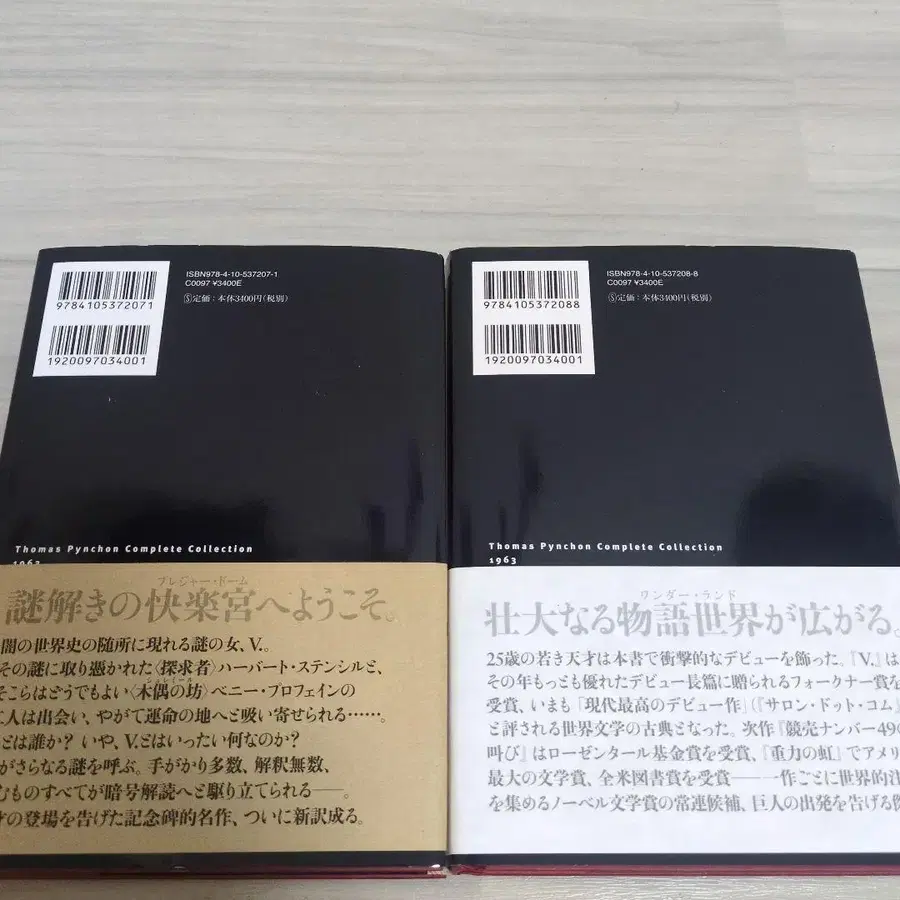 ISBN978-4-10-537207-1
C0097 ¥3400E
Ⓢ定価：本体3400円(税別)
9784105372071
1920097034001
Thomas Pynchon Complete Collection
1963
プレジャー・ドーム
謎解きの快楽宮へようこそ。
闇の世界史の随所に現れる謎の女、V。
その謎に取り憑かれた〈探求者〉ハーバート・ステンシルと、
そこらはどうでもよい〈木偶の坊〉ベニー・プロフェインの
人は出会い、やがて運命の地へと吸い寄せられる……。
とは誰か？ いや、V.とはいったい何なのか？
がさらなる謎を呼ぶ。手がかり多数、解釈無数、
むものすべてが暗号解読へと駆り立てられる──。
の登場を告げた記念碑的名作、ついに新訳成る。
ISBN978-4-10-537208-8
C0097 ¥3400E
Ⓢ定価：本体3400円(税別)
9784105372088
1920097034001
Thomas Pynchon Complete Collection
1963
ワンダー・ランド
壮大なる物語世界が広がる。
25歳の若き天才は本書で衝撃的なデビューを飾った。『V.』は
その年もっとも優れたデビュー長篇に贈られるフォークナー賞を
受賞、いまも「現代最高のデビュー作」(『サロン・ドット・コム』
と評される世界文学の古典となった。次作『競売ナンバー49の
叫び』はローゼンタール基金賞を受賞、『重力の虹』でアメリ
最大の文学賞、全米図書賞を受賞──一作ごとに世界的注
を集めるノーベル文学賞の常連候補、巨人の出発を告げる傑